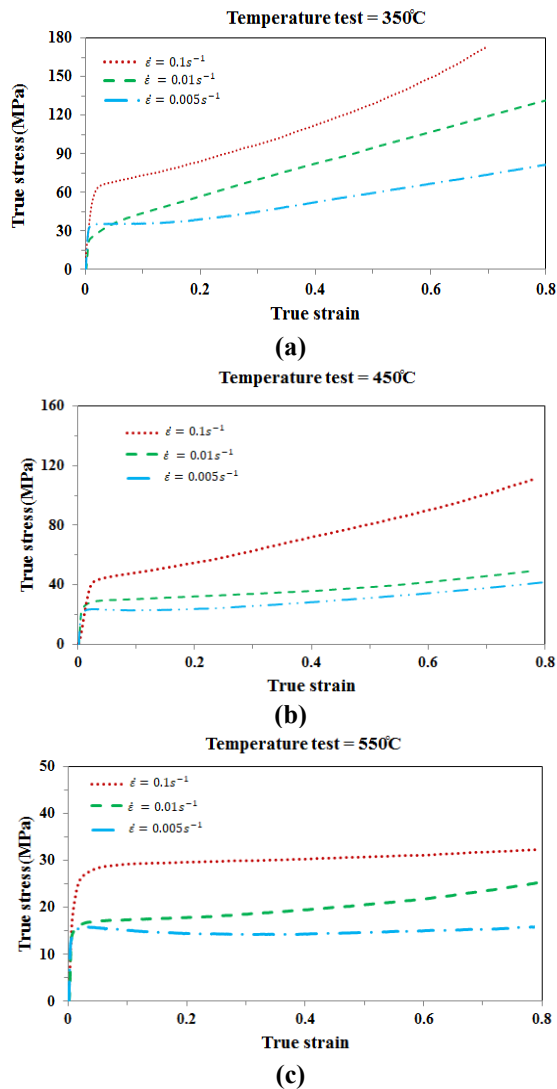 Temperature test = 350℃
ε̇ = 0.1s⁻¹
ε̇ = 0.01s⁻¹
ε̇ = 0.005s⁻¹
True stress(MPa)
180
150
120
90
60
30
0
0
0.2
0.4
0.6
0.8
True strain
(a)
Temperature test = 450℃
ε̇ = 0.1s⁻¹
ε̇ = 0.01s⁻¹
ε̇ = 0.005s⁻¹
True stress(MPa)
160
120
80
40
0
0
0.2
0.4
0.6
0.8
True strain
(b)
Temperature test = 550℃
ε̇ = 0.1s⁻¹
ε̇ = 0.01s⁻¹
ε̇ = 0.005s⁻¹
True stress(MPa)
50
40
30
20
10
0
0
0.2
0.4
0.6
0.8
True strain
(c)